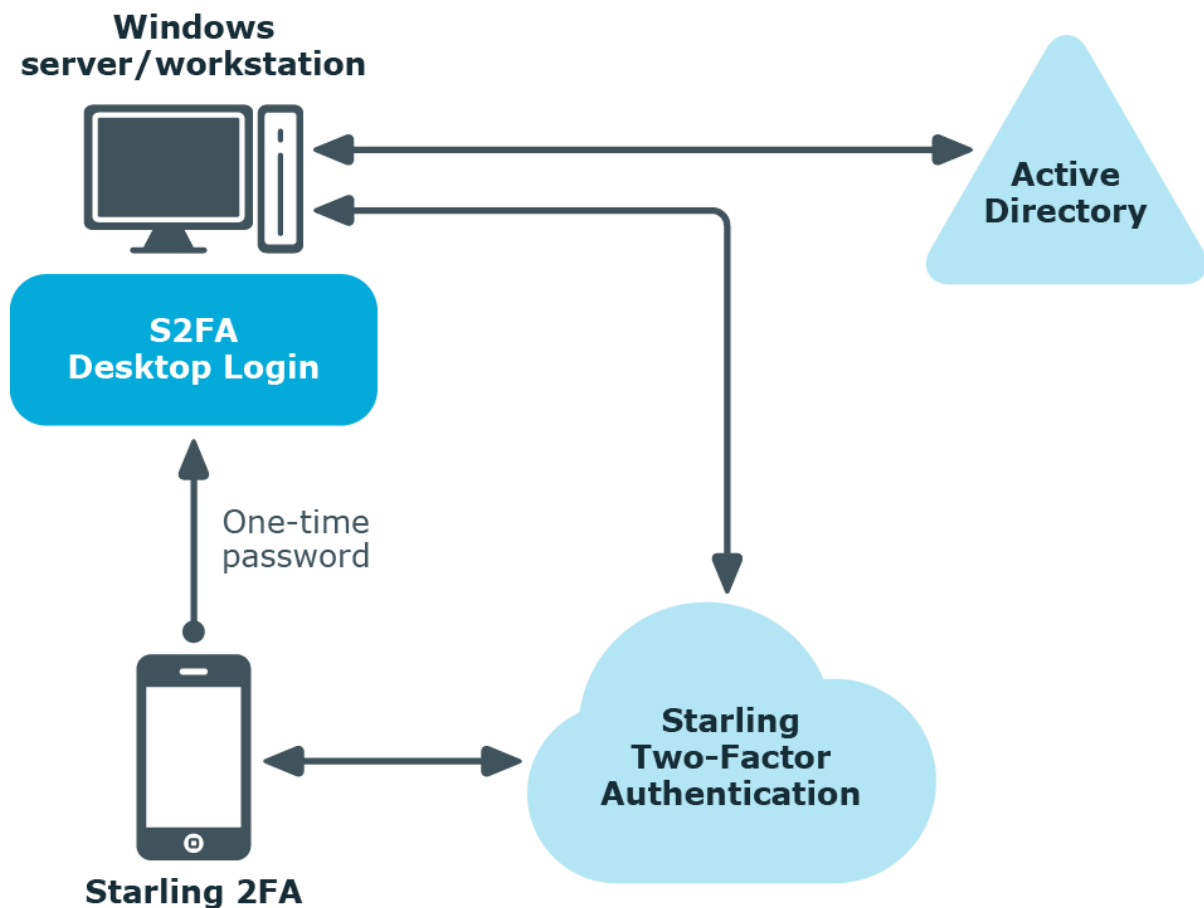 Windows
server/workstation
Active
Directory
S2FA
Desktop Login
One-time
password
Starling
Two-Factor
Authentication
Starling 2FA